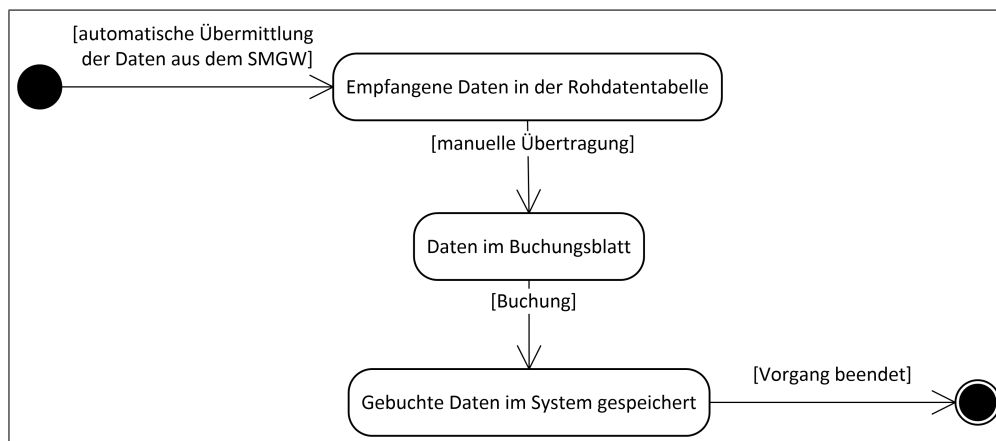 [automatische Übermittlung
der Daten aus dem SMGW]
Empfangene Daten in der Rohdatentabelle
[manuelle Übertragung]
Daten im Buchungsblatt
[Buchung]
Gebuchte Daten im System gespeichert
[Vorgang beendet]